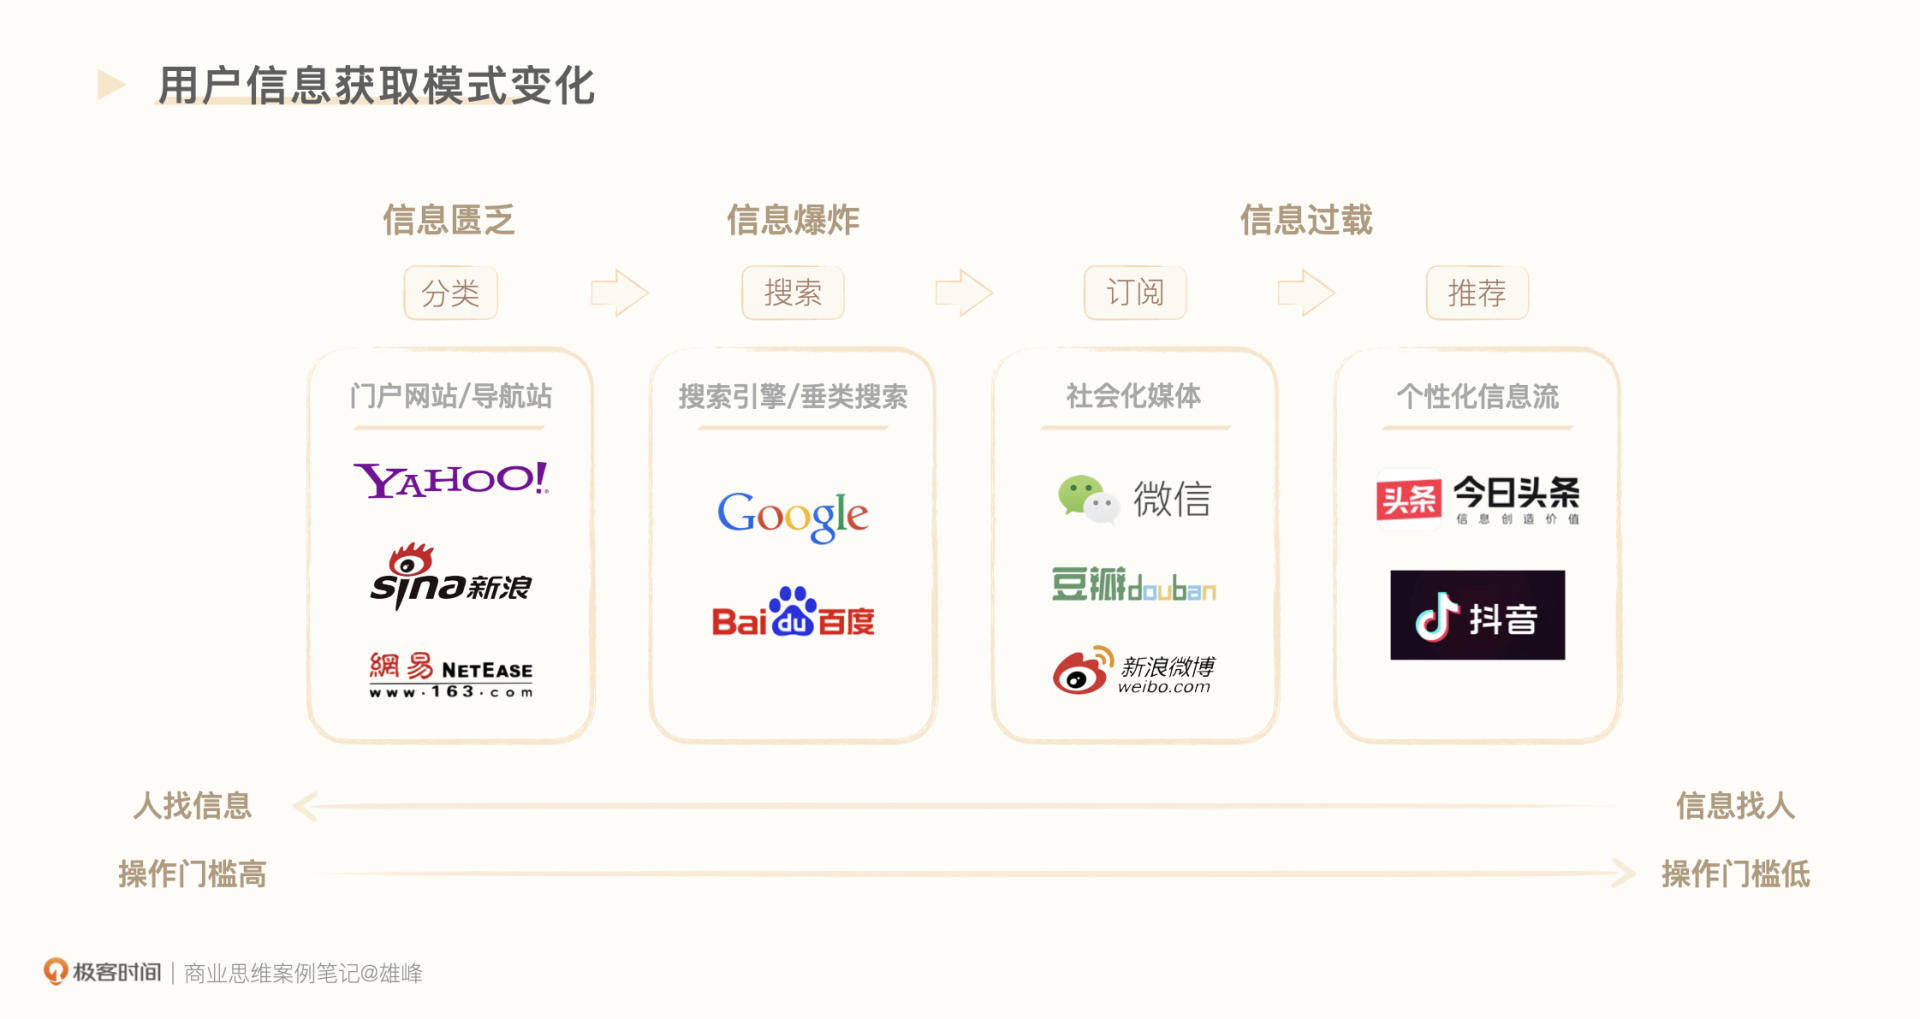 用户信息获取模式变化
信息匮乏
信息爆炸
信息过载
分类
搜索
订阅
推荐
门户网站/导航站
YAHOO!
sina新浪
網易 NETEASE
www.163.com
搜索引擎/垂类搜索
Google
Baidu百度
社会化媒体
微信
豆瓣douban
新浪微博
weibo.com
个性化信息流
头条 今日头条
信息创造价值
抖音
人找信息
信息找人
操作门槛高
操作门槛低
极客时间 | 商业思维案例笔记@雄峰